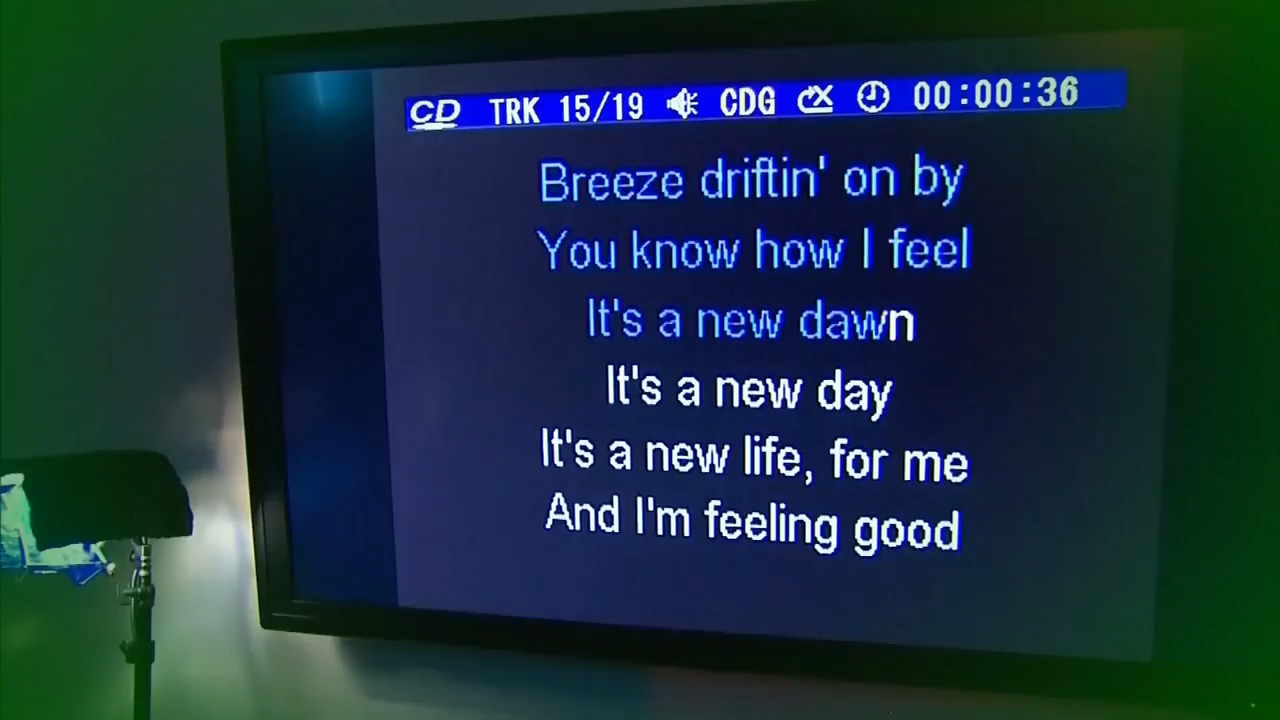 CD TRK 15/19 CDG 00:00:36
Breeze driftin' on by
You know how I feel
It's a new dawn
It's a new day
It's a new life, for me
And I'm feeling good